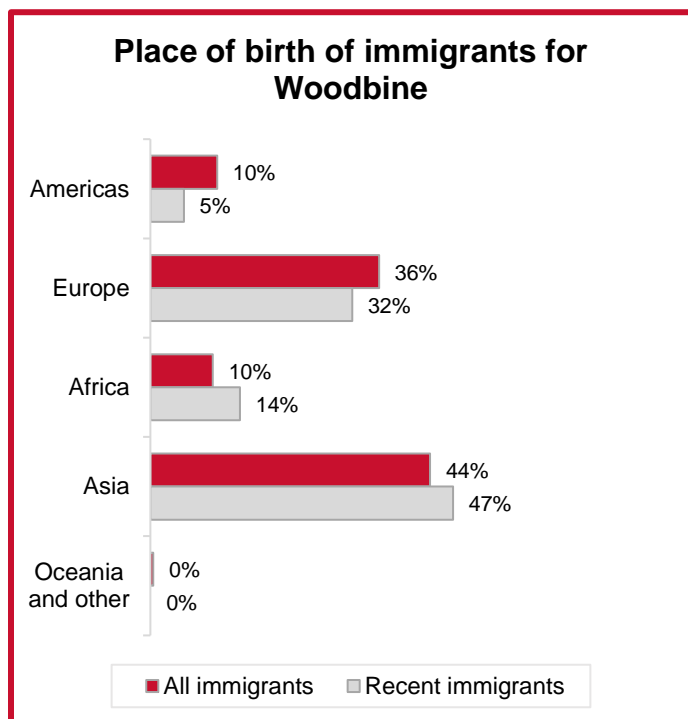 Place of birth of immigrants for
Woodbine
Americas
10%
5%
Europe
36%
32%
Africa
10%
14%
Asia
44%
47%
Oceania
and other
0%
0%
All immigrants
Recent immigrants